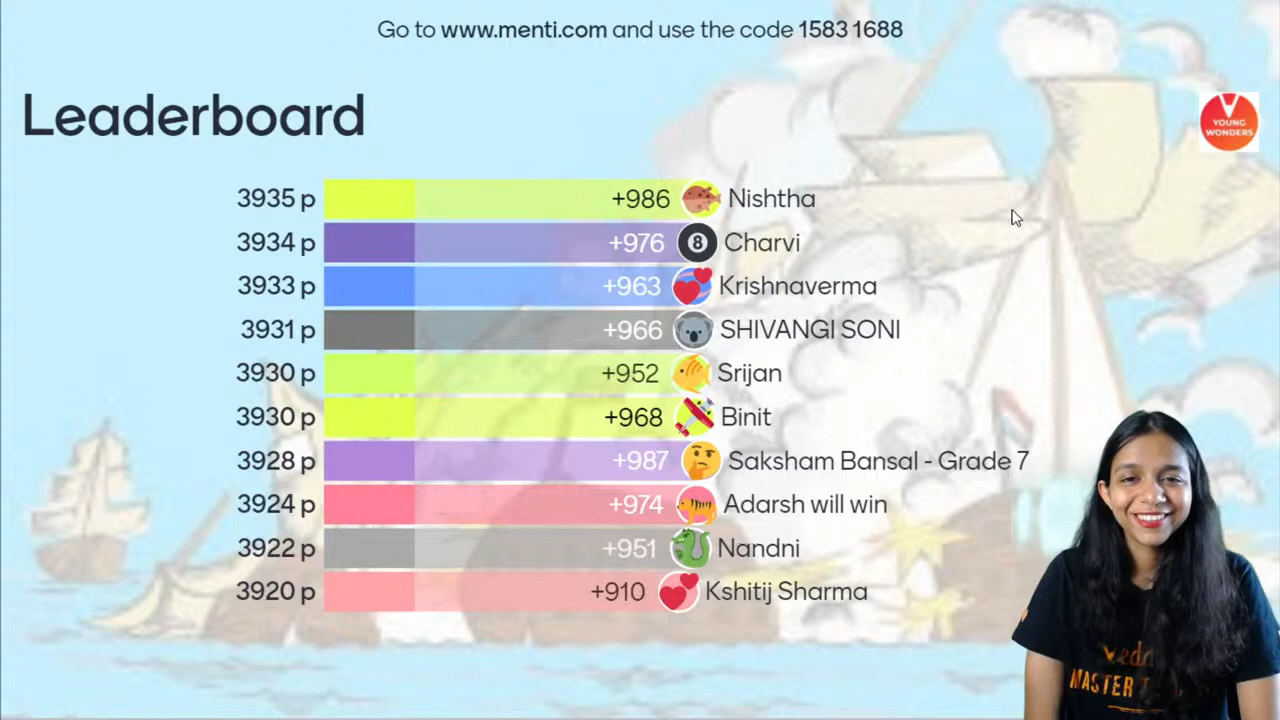 Go to www.menti.com and use the code 1583 1688
Leaderboard
YOUNG
WONDERS
3935 p +986 Nishtha
3934 p +976 8 Charvi
3933 p +963 Krishnaverma
3931 p +966 SHIVANGI SONI
3930 p +952 Srijan
3930 p +968 Binit
3928 p +987 Saksham Bansal - Grade 7
3924 p +974 Adarsh will win
3922 p +951 Nandni
3920 p +910 Kshitij Sharma
MASTER